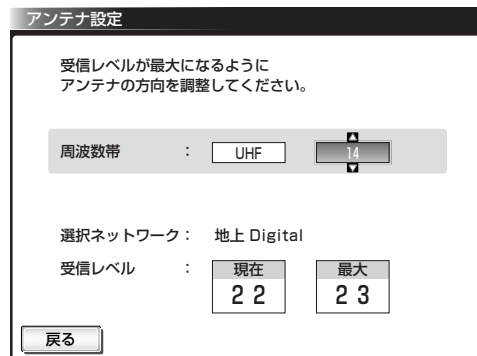 アンテナ設定
受信レベルが最大になるように
アンテナの方向を調整してください。
周波数帯 : UHF 14
選択ネットワーク： 地上 Digital
受信レベル : 現在 最大
22 23
戻る